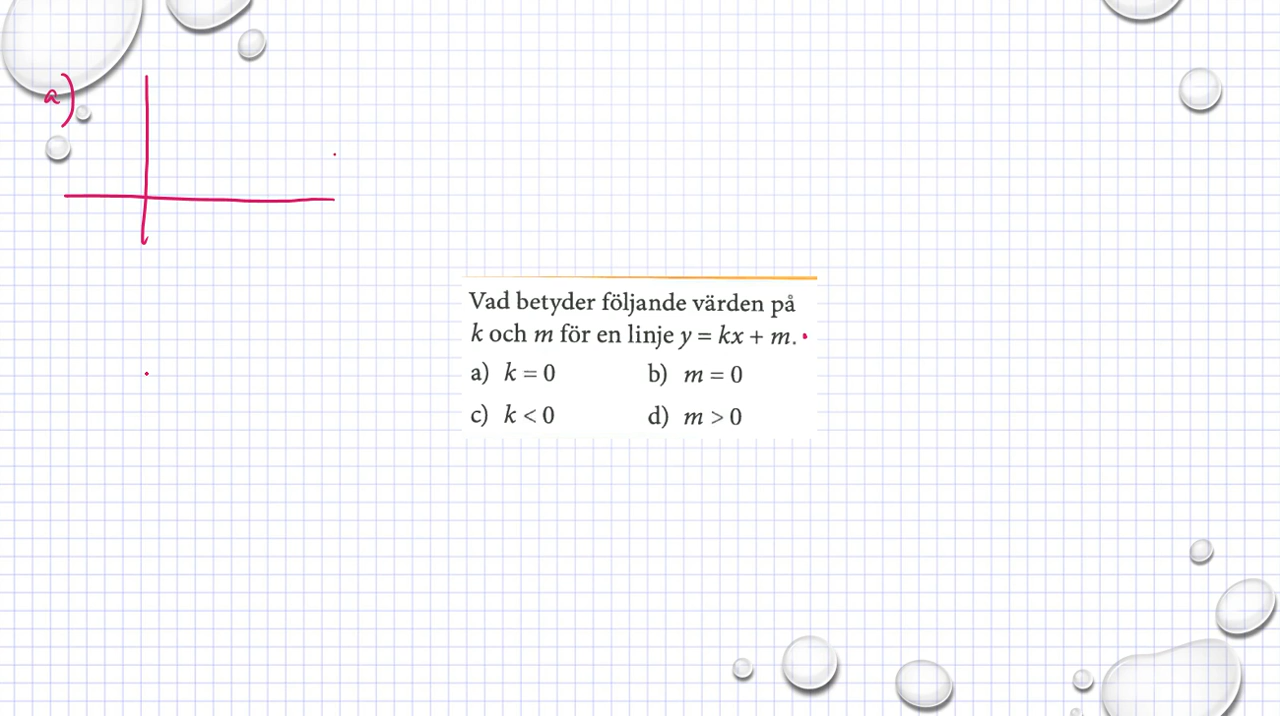 a)
Vad betyder följande värden på
k och m för en linje y = kx + m.
a) k = 0 b) m = 0
c) k < 0 d) m > 0